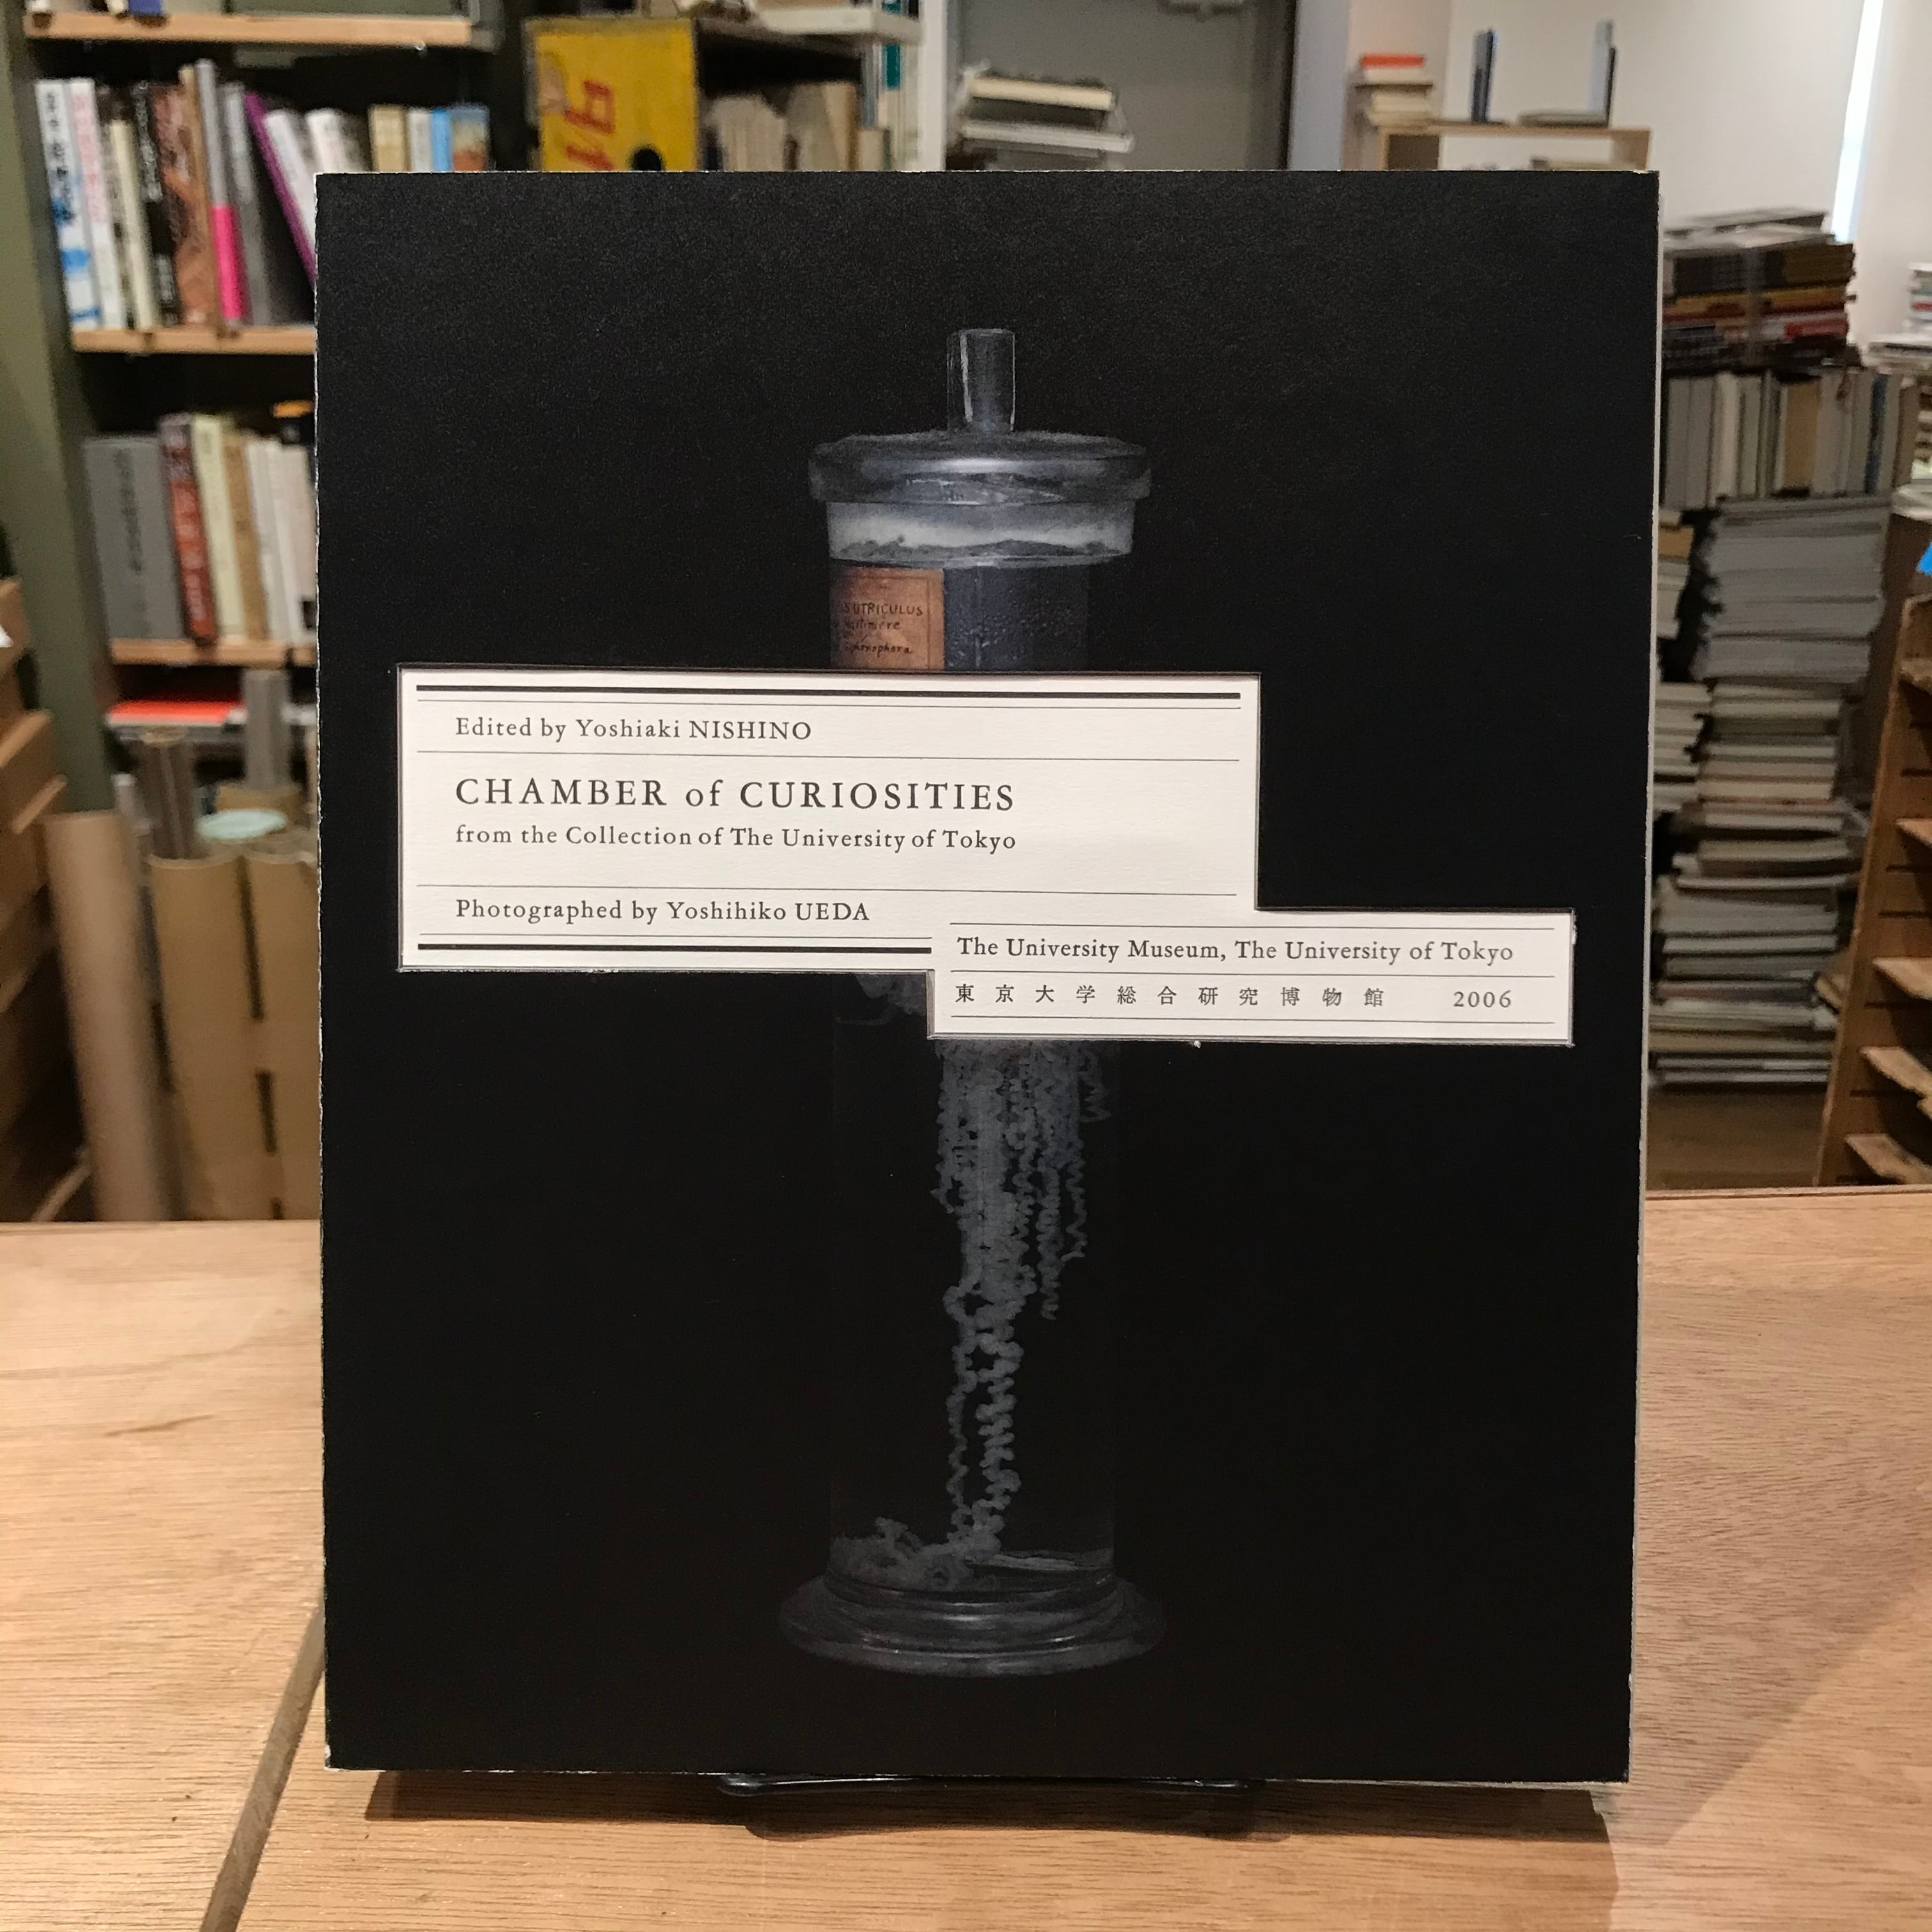 UTRICULUS
Edited by Yoshiaki NISHINO
CHAMBER of CURIOSITIES
from the Collection of The University of Tokyo
Photographed by Yoshihiko UEDA
The University Museum, The University of Tokyo
東京大学総合研究博物館 2006